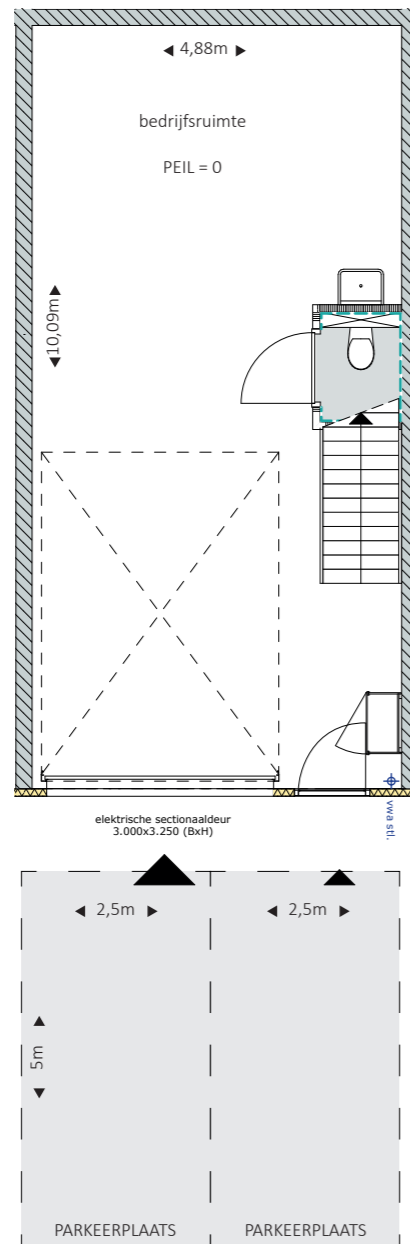 4,88m
bedrijfsruimte
PEIL = 0
10,09m
elektrische sectionaaldeur
3.000x3.250 (BxH)
vwa stl.
2,5m
2,5m
5m
PARKEERPLAATS
PARKEERPLAATS